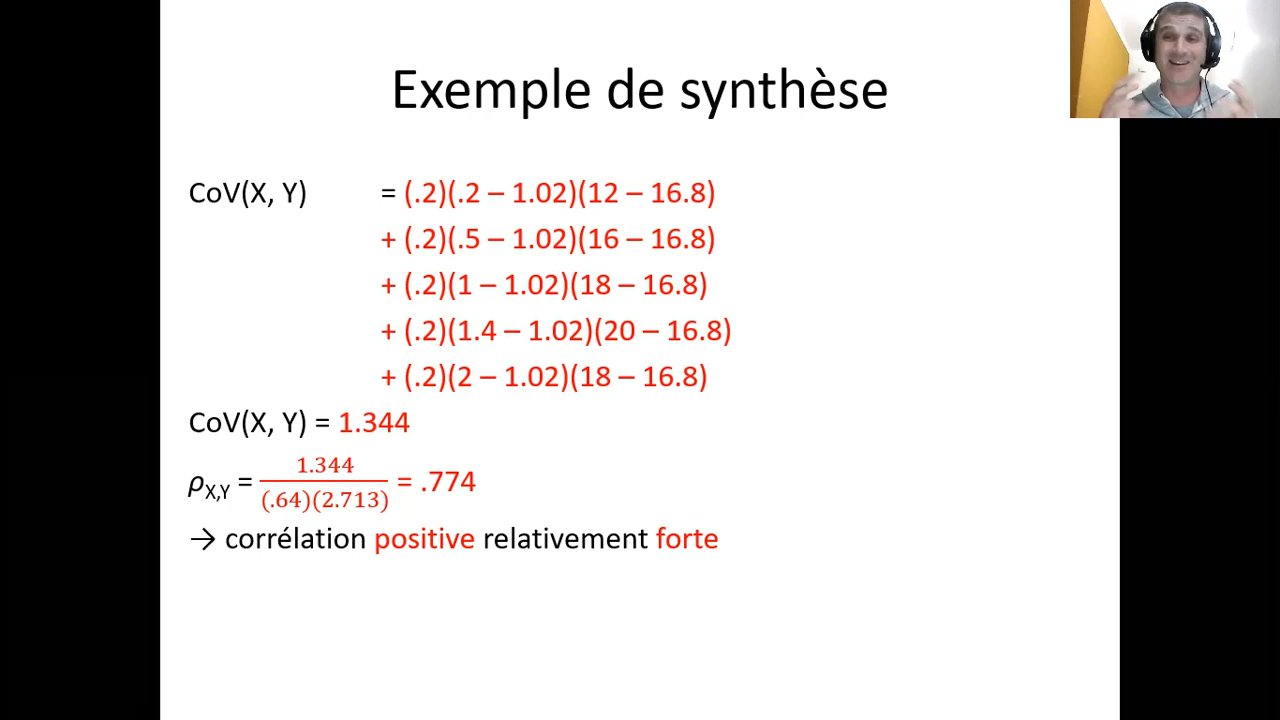 Exemple de synthèse
CoV(X, Y) = (.2)(.2 – 1.02)(12 – 16.8)
+ (.2)(.5 – 1.02)(16 – 16.8)
+ (.2)(1 – 1.02)(18 – 16.8)
+ (.2)(1.4 – 1.02)(20 – 16.8)
+ (.2)(2 – 1.02)(18 – 16.8)
CoV(X, Y) = 1.344
ρX,Y = 1.344 / (.64)(2.713) = .774
→ corrélation positive relativement forte